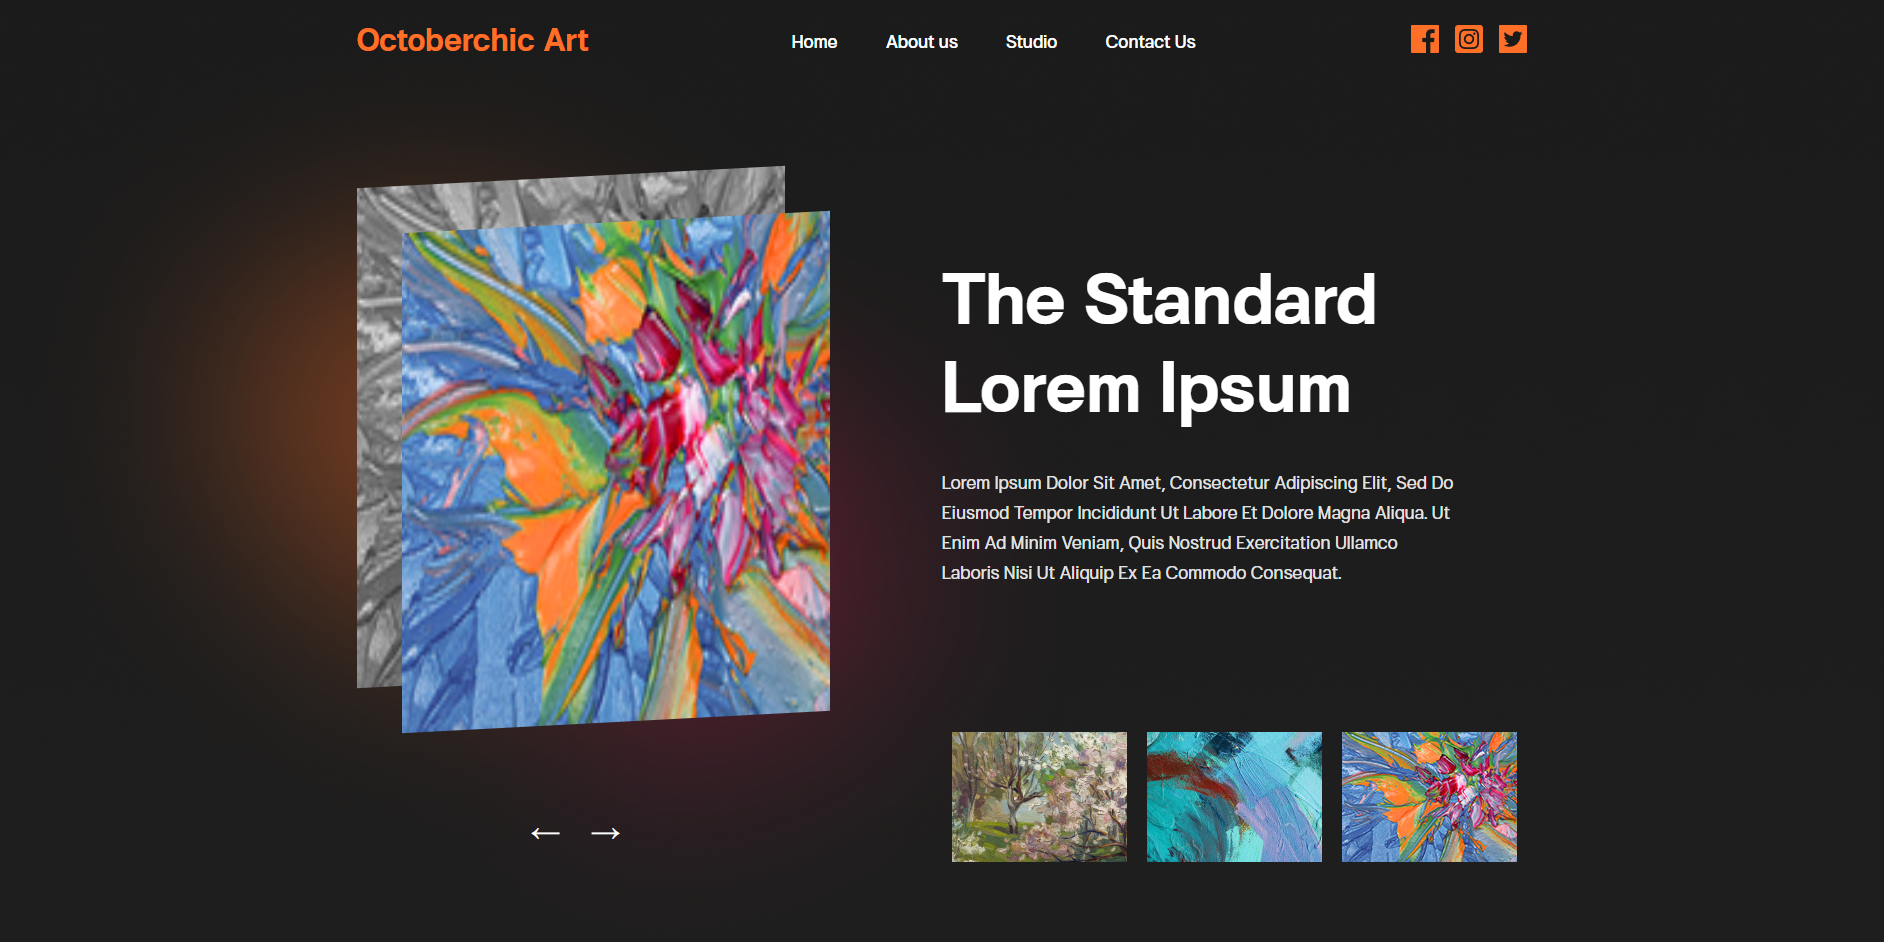 Octoberchic Art
Home
About us
Studio
Contact Us
The Standard
Lorem Ipsum
Lorem Ipsum Dolor Sit Amet, Consectetur Adipiscing Elit, Sed Do
Eiusmod Tempor Incididunt Ut Labore Et Dolore Magna Aliqua. Ut
Enim Ad Minim Veniam, Quis Nostrud Exercitation Ullamco
Laboris Nisi Ut Aliquip Ex Ea Commodo Consequat.